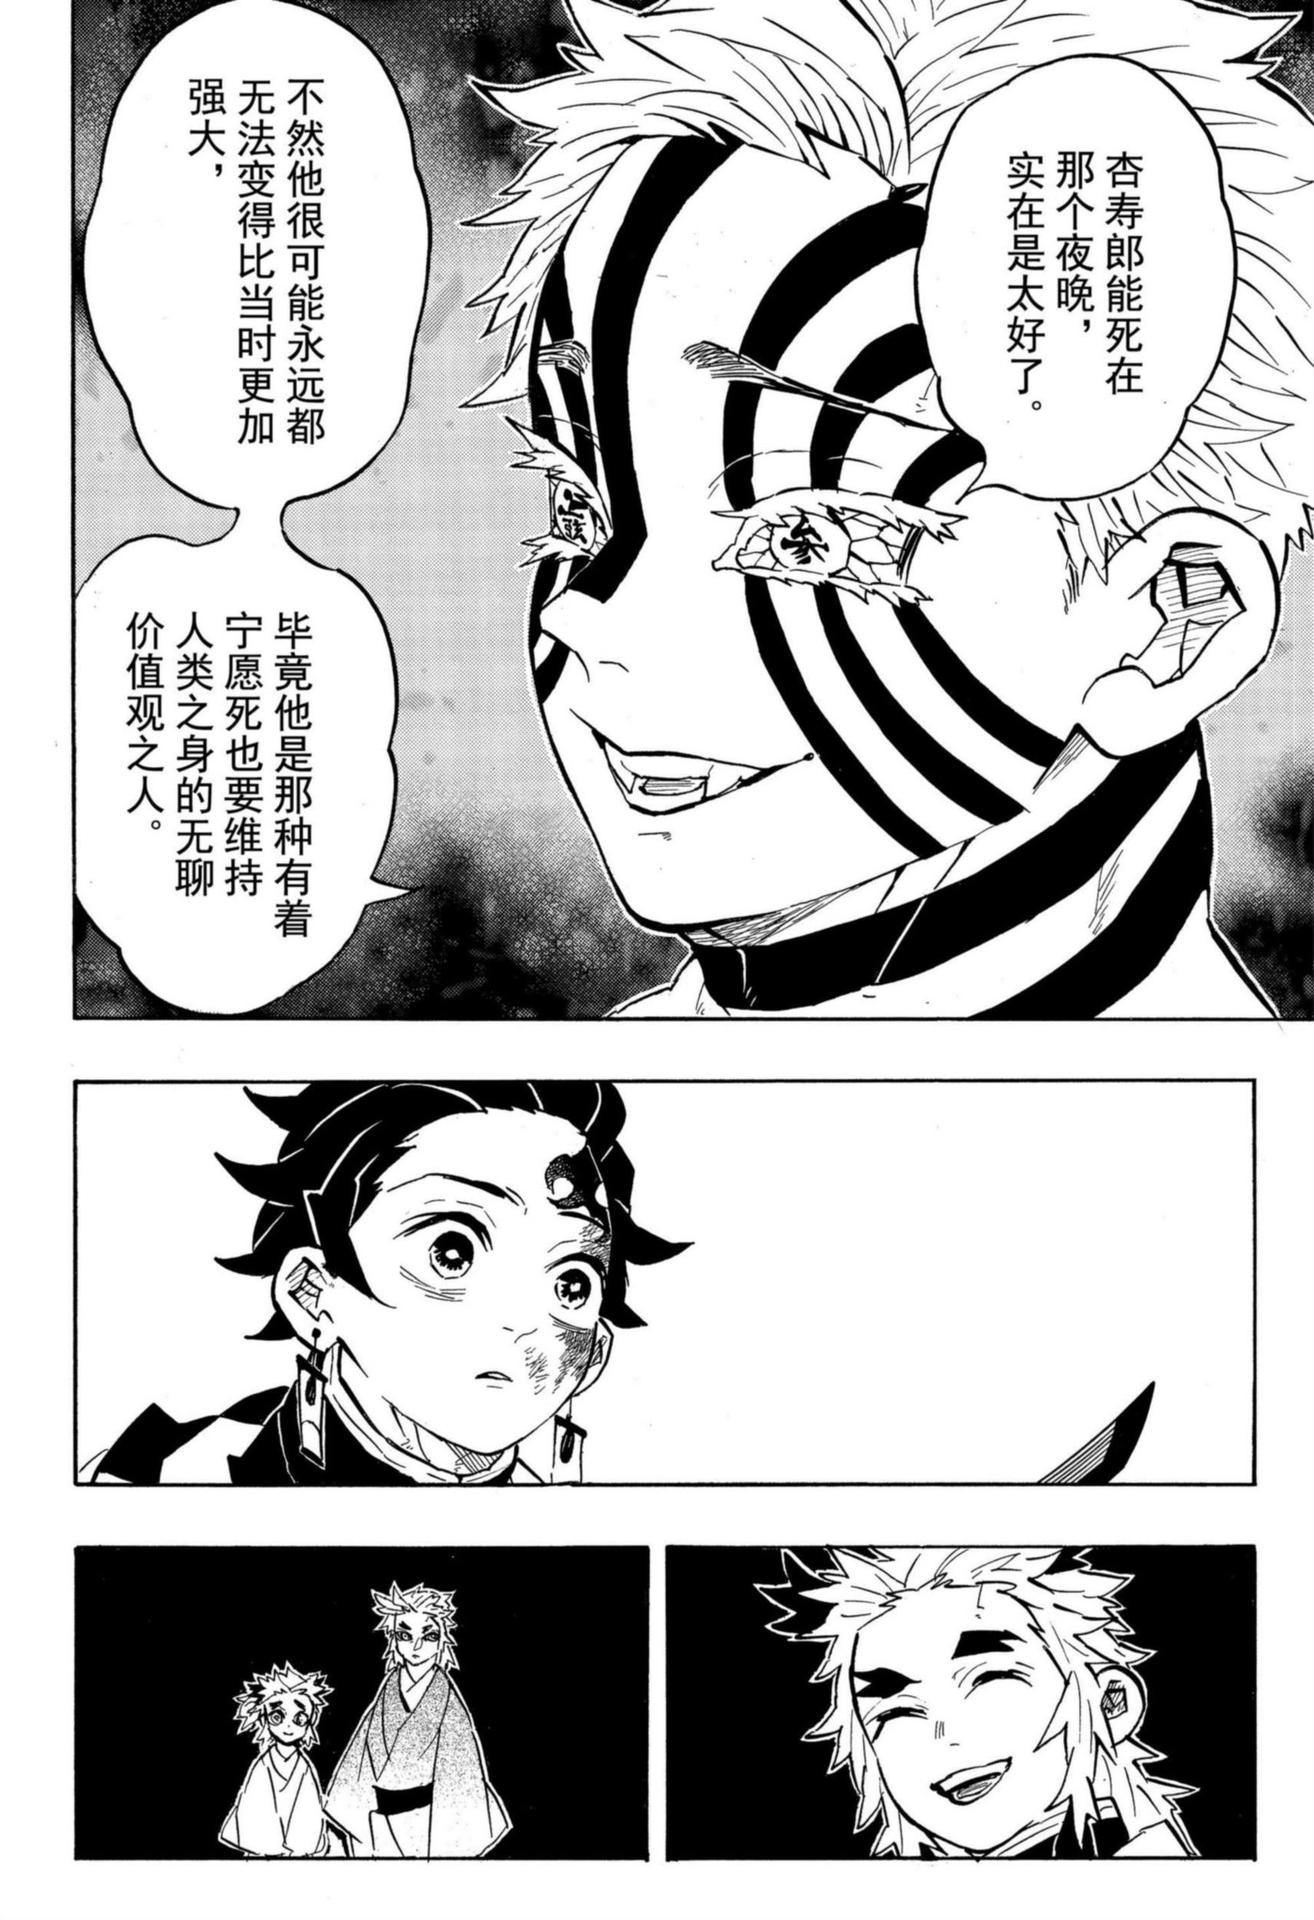 杏寿郎能死在
那个夜晚，
实在是太好了。
不然他很可能永远都
无法变得比当时更加
强大，
毕竟他是那种有着
宁愿死也要维持
人类之身的无聊
价值观之人。